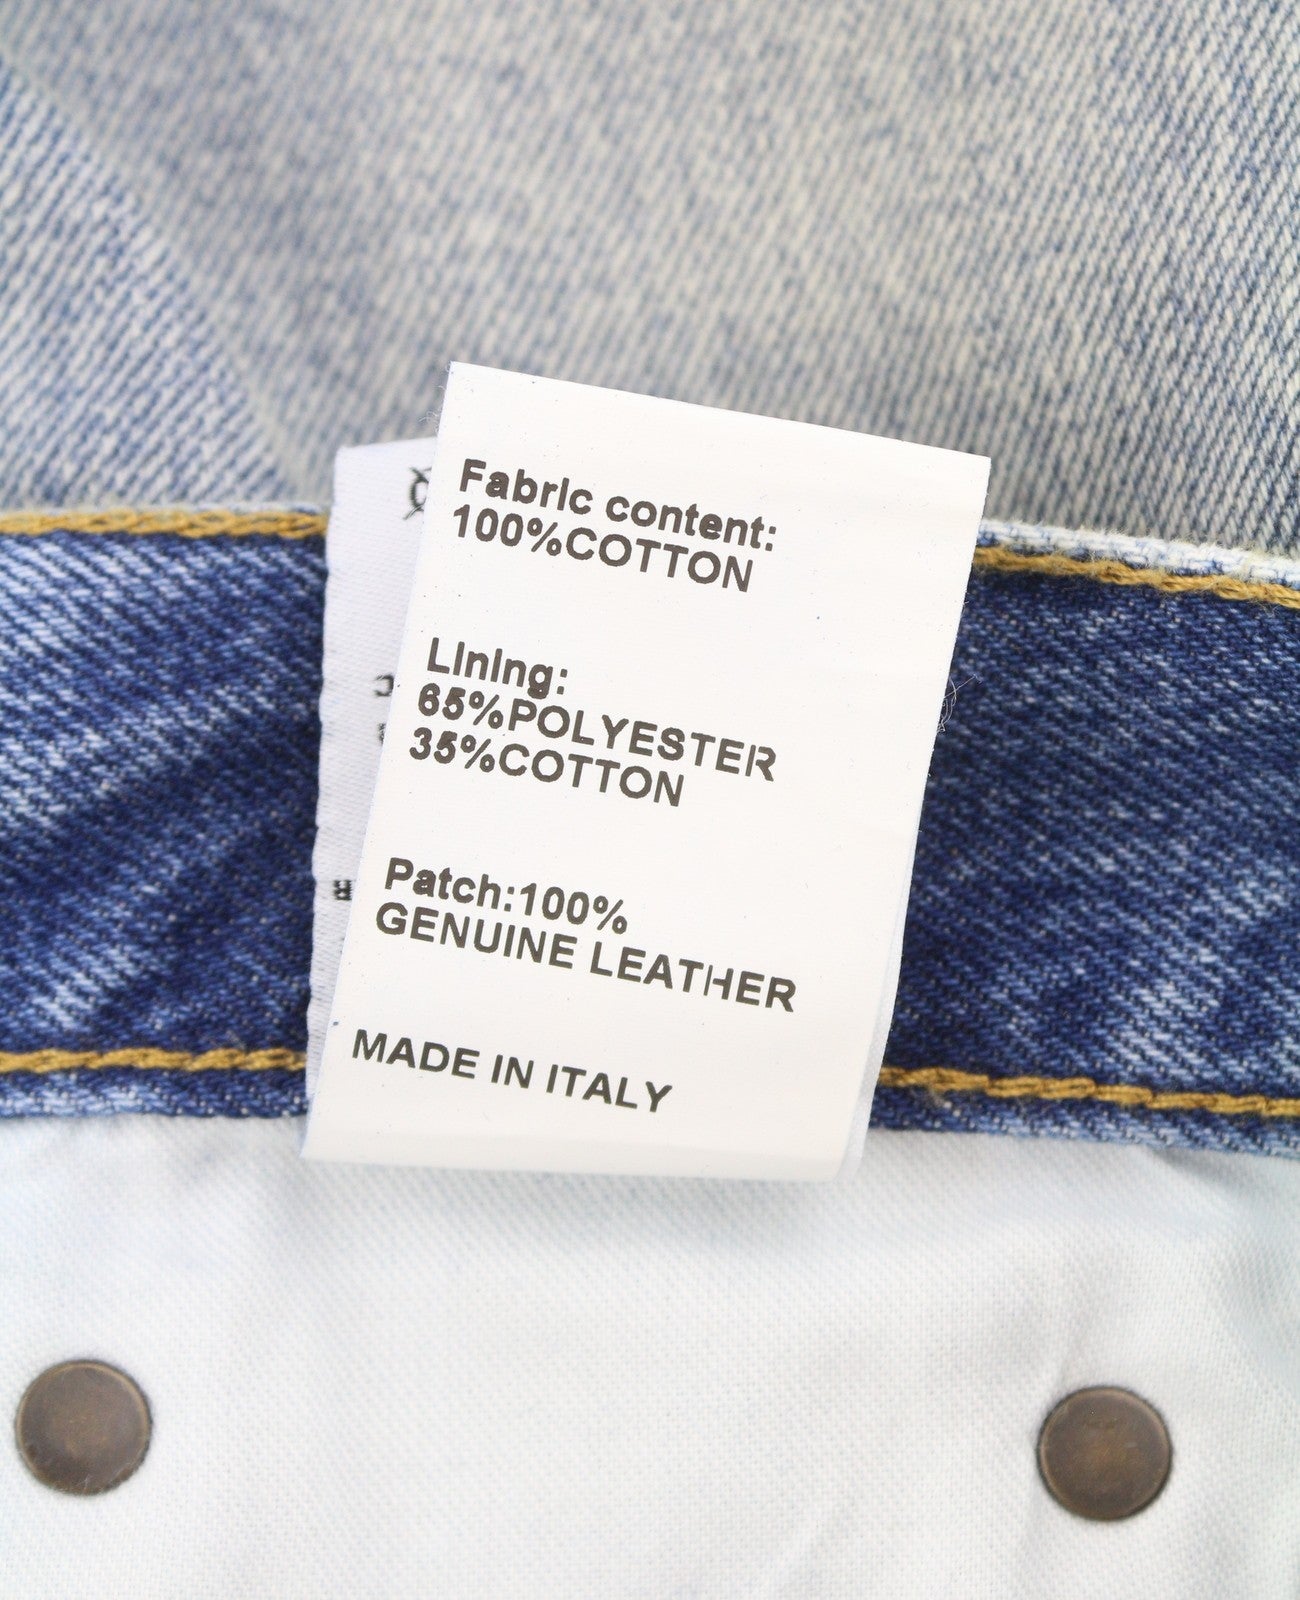 Fabric content:
100%COTTON
Lining:
65%POLYESTER
35%COTTON
Patch:100%
GENUINE LEATHER
MADE IN ITALY